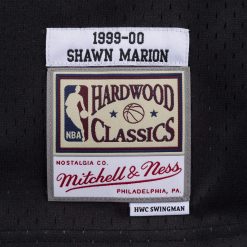 1999-00
SHAWN MARION
HARDWOOD
NBA
CLASSICS
NOSTALGIA CO.
Mitchell & Ness
PHILADELPHIA, PA.
HWC SWINGMAN